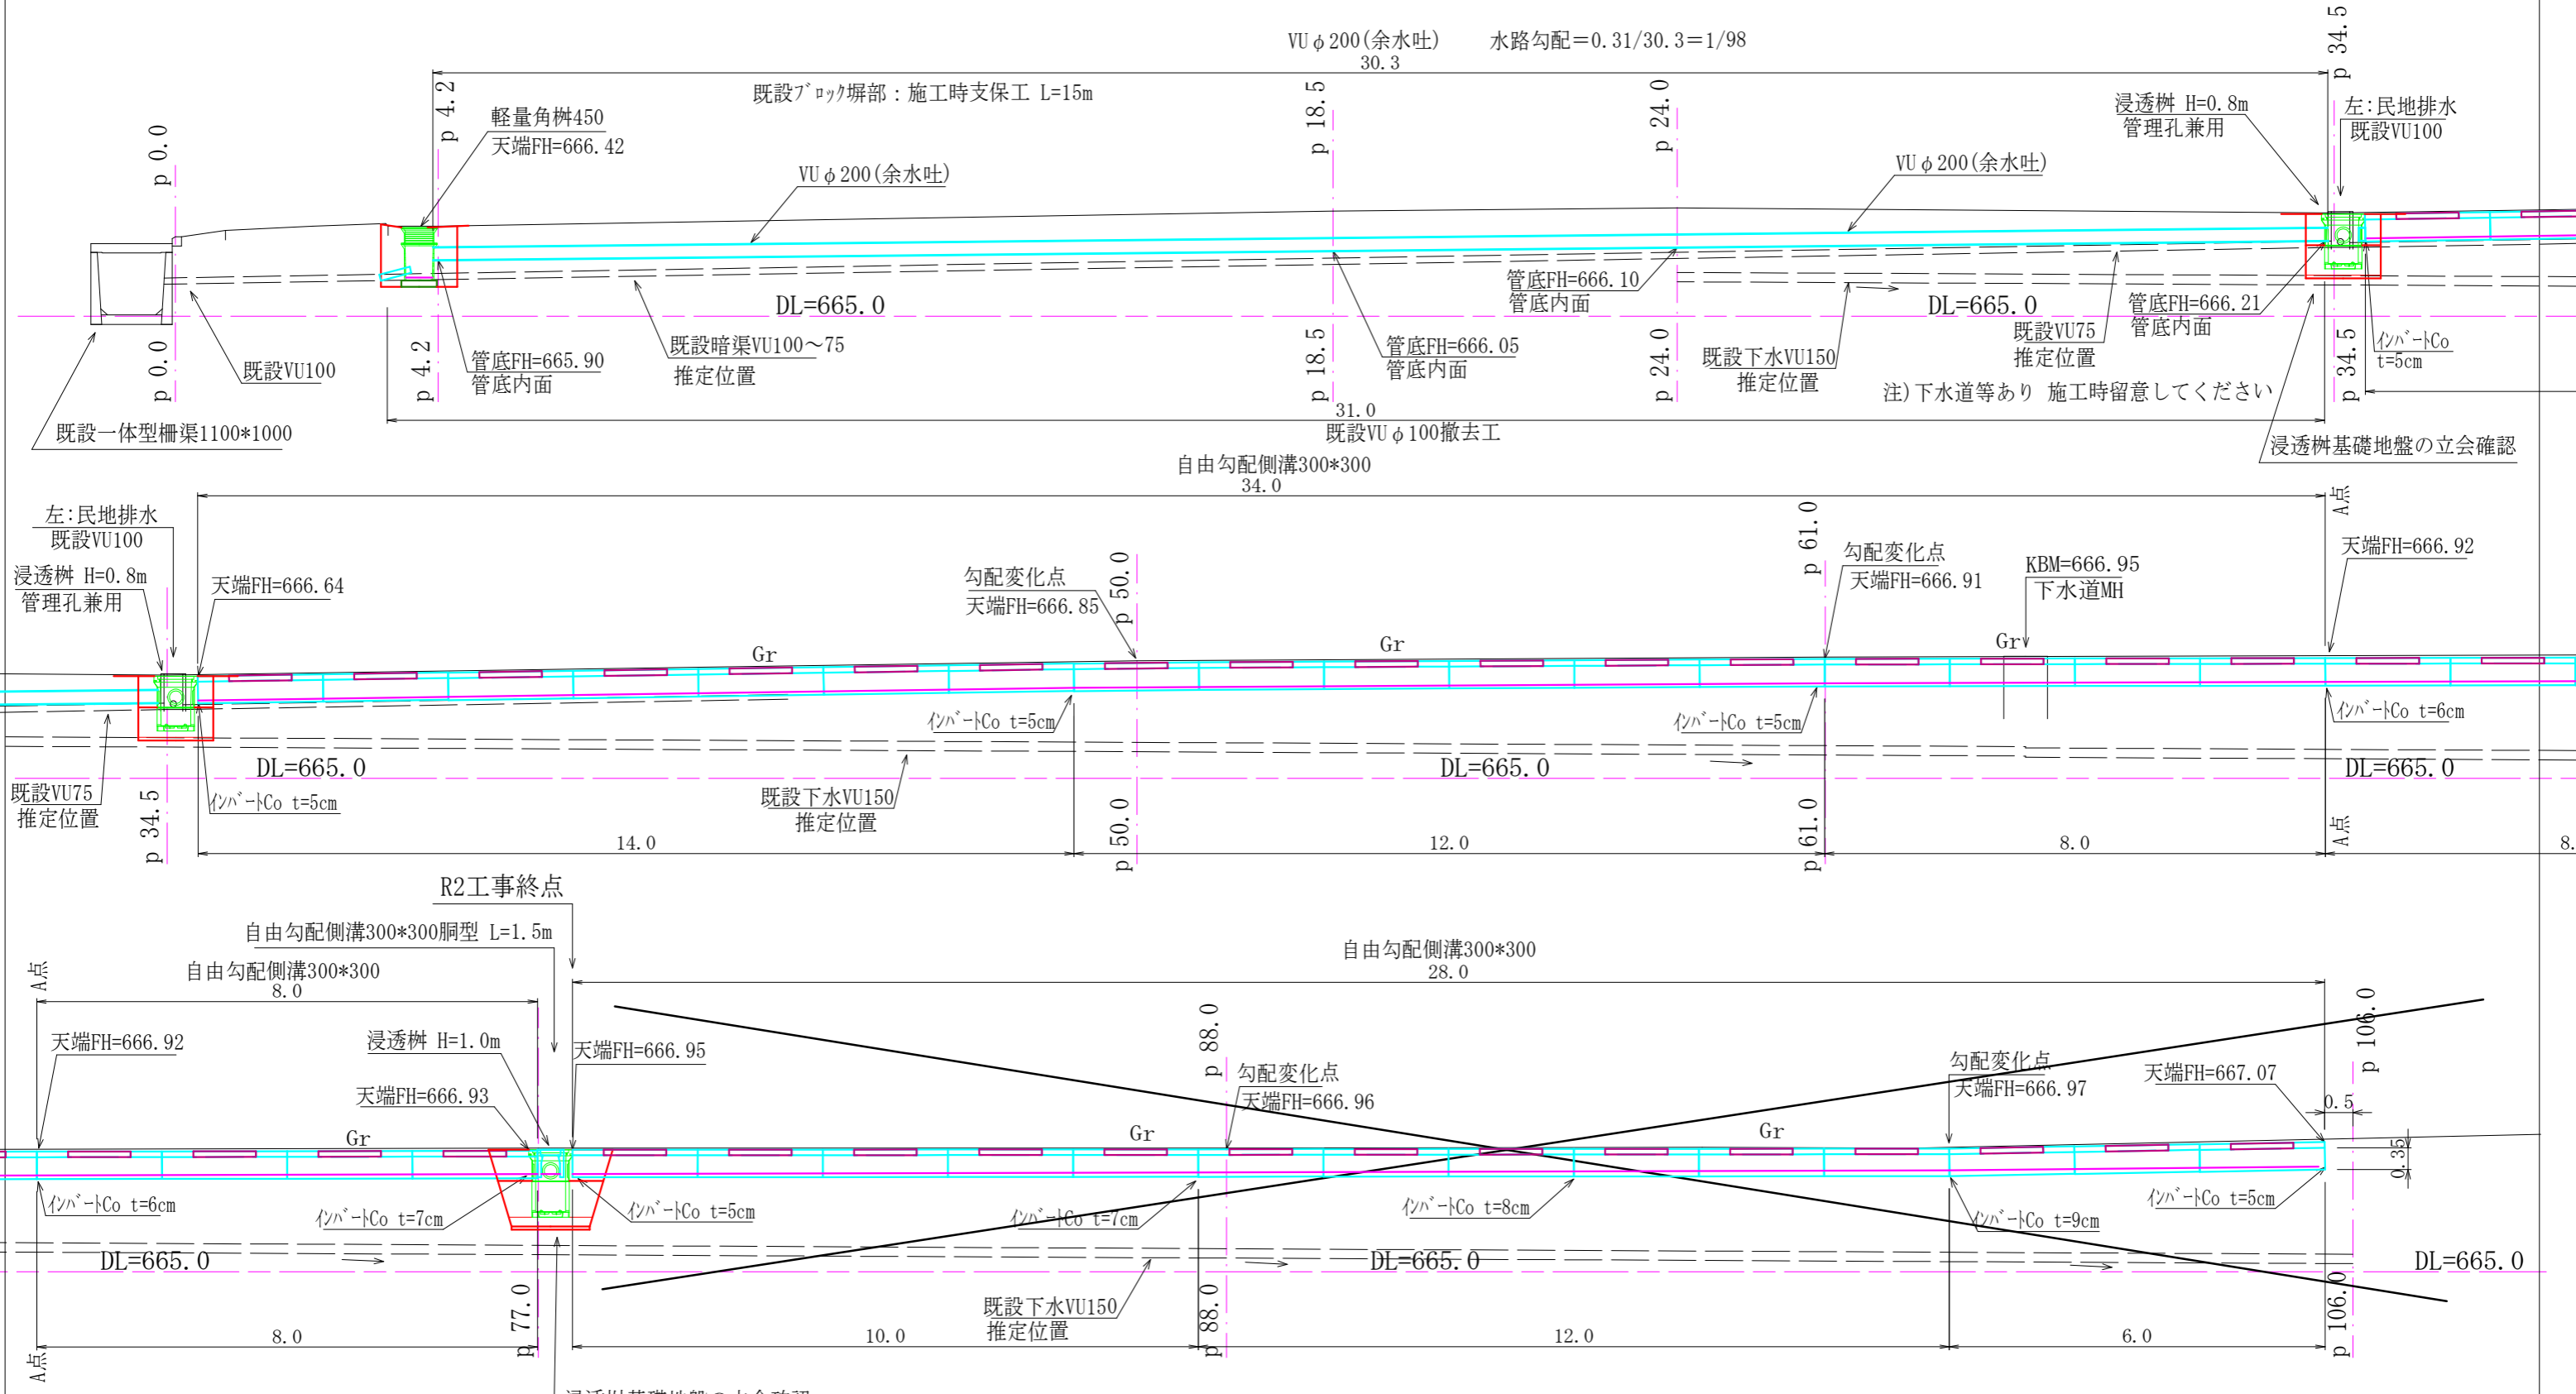 VUφ200(余水吐)　水路勾配＝0.31/30.3＝1/98
30.3
既設ﾌﾞﾛｯｸ塀部：施工時支保工 L=15m
軽量角桝450
天端FH=666.42
VUφ200(余水吐)
VUφ200(余水吐)
浸透桝 H=0.8m
管理孔兼用
左:民地排水
既設VU100
p 0.0
p 4.2
p 18.5
p 24.0
p 34.5
DL=665.0
DL=665.0
管底FH=666.10
管底内面
管底FH=666.21
管底内面
既設VU100
管底FH=665.90
管底内面
既設暗渠VU100～75
推定位置
管底FH=666.05
管底内面
既設下水VU150
推定位置
既設VU75
推定位置
ｲﾝﾊﾞｰﾄCo
t=5cm
p 0.0
p 4.2
p 18.5
p 24.0
p 34.5
注)下水道等あり 施工時留意してください
31.0
既設VUφ100撤去工
既設一体型柵渠1100*1000
浸透桝基礎地盤の立会確認
自由勾配側溝300*300
34.0
左:民地排水
既設VU100
浸透桝 H=0.8m
管理孔兼用
天端FH=666.64
勾配変化点
天端FH=666.85
p 50.0
p 61.0
勾配変化点
天端FH=666.91
KBM=666.95
下水道MH
A点
天端FH=666.92
Gr
Gr
Gr
ｲﾝﾊﾞｰﾄCo t=5cm
ｲﾝﾊﾞｰﾄCo t=5cm
ｲﾝﾊﾞｰﾄCo t=6cm
DL=665.0
DL=665.0
DL=665.0
既設VU75
推定位置
p 34.5
ｲﾝﾊﾞｰﾄCo t=5cm
既設下水VU150
推定位置
p 50.0
p 61.0
A点
14.0
12.0
8.0
8.
R2工事終点
自由勾配側溝300*300胴型 L=1.5m
自由勾配側溝300*300
8.0
自由勾配側溝300*300
28.0
A点
天端FH=666.92
浸透桝 H=1.0m
天端FH=666.93
天端FH=666.95
p 88.0
勾配変化点
天端FH=666.96
勾配変化点
天端FH=666.97
天端FH=667.07
p 106.0
0.5
0.35
Gr
Gr
Gr
ｲﾝﾊﾞｰﾄCo t=6cm
ｲﾝﾊﾞｰﾄCo t=7cm
ｲﾝﾊﾞｰﾄCo t=5cm
ｲﾝﾊﾞｰﾄCo t=7cm
ｲﾝﾊﾞｰﾄCo t=8cm
ｲﾝﾊﾞｰﾄCo t=9cm
ｲﾝﾊﾞｰﾄCo t=5cm
DL=665.0
DL=665.0
DL=665.0
既設下水VU150
推定位置
A点
p 77.0
p 88.0
p 106.0
8.0
10.0
12.0
6.0